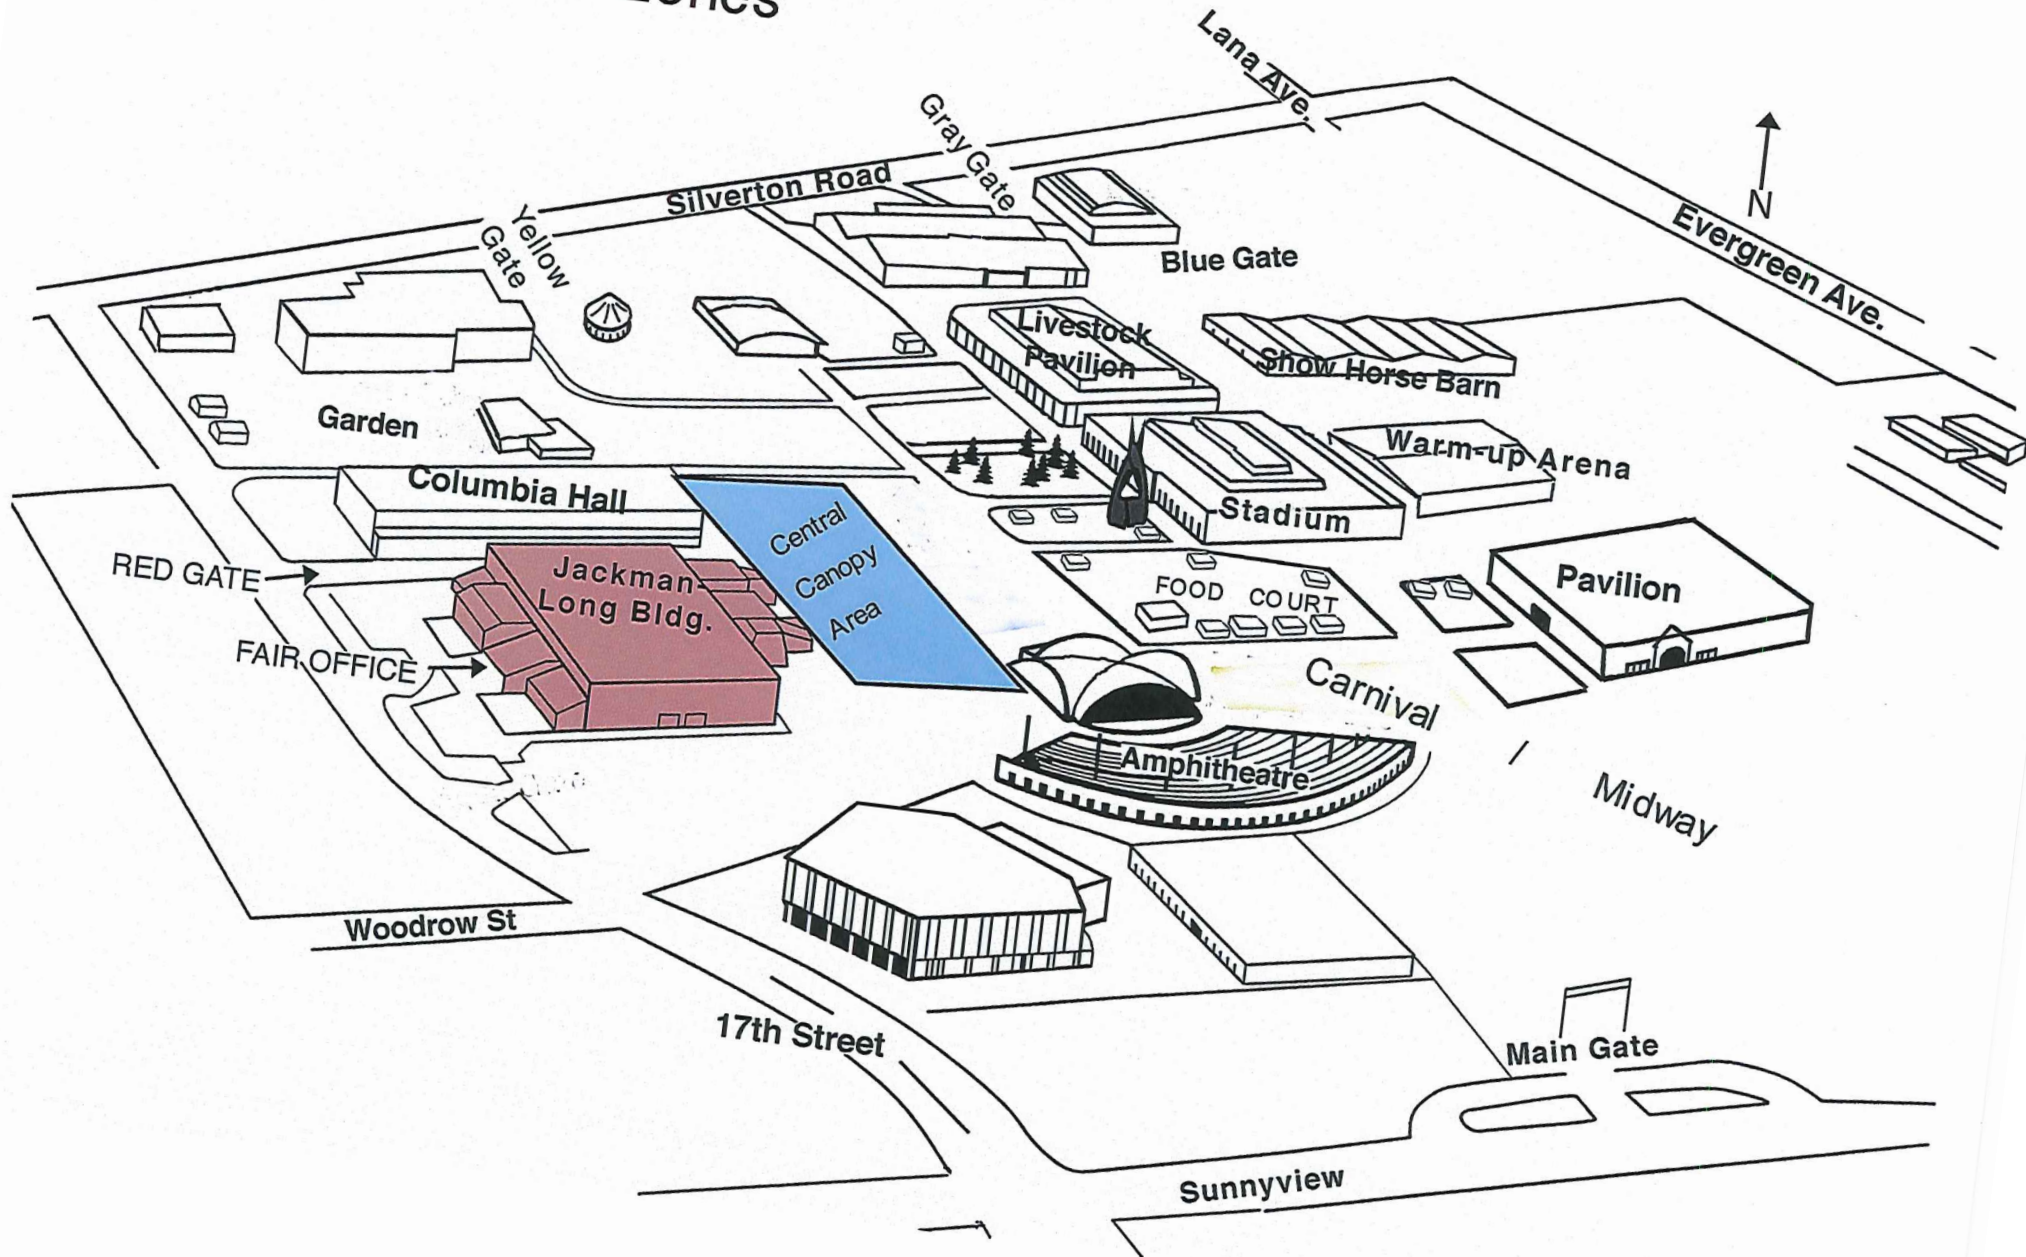 Lana Ave.
Gray Gate
Silverton Road
Yellow
Gate
N
Evergreen Ave.
Blue Gate
Livestock
Pavilion
Show Horse Barn
Garden
Warm-up Arena
Columbia Hall
Stadium
Central
Canopy
Area
RED GATE
Jackman-
Long Bldg.
FOOD COURT
Pavilion
FAIR OFFICE
Carnival
Amphitheatre
Midway
Woodrow St
17th Street
Main Gate
Sunnyview